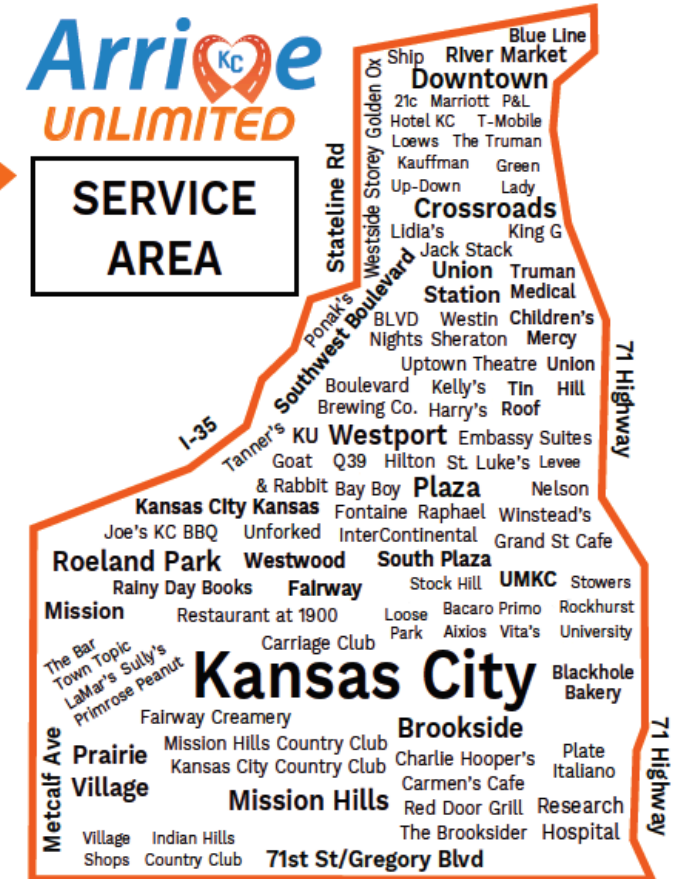 Arrive
KC
UNLIMITED
SERVICE
AREA
Blue Line
Ship River Market
Downtown
21c Marriott P&L
Hotel KC T-Mobile
Loews The Truman
Kauffman Green
Up-Down Lady
Westside Storey Golden Ox
Stateline Rd
Crossroads
Lidia's King G
Jack Stack
Union Truman
Station Medical
Ponak's
Southwest Boulevard
BLVD Westin Children's
Nights Sheraton Mercy
Uptown Theatre Union
Boulevard Kelly's Tin Hill
Brewing Co. Harry's Roof
71 Highway
I-35
Tanner's
KU Westport Embassy Suites
Goat Q39 Hilton St. Luke's Levee
& Rabbit Bay Boy Plaza Nelson
Kansas City Kansas Fontaine Raphael Winstead's
Joe's KC BBQ Unforked InterContinental Grand St Cafe
Roeland Park Westwood South Plaza
Rainy Day Books Fairway Stock Hill UMKC Stowers
Mission Restaurant at 1900 Loose Bacaro Primo Rockhurst
Park Aixios Vita's University
Carriage Club
The Bar
Town Topic
LaMar's Sully's
Primrose Peanut
Kansas City
Blackhole
Bakery
Fairway Creamery
Brookside
Metcalf Ave
Prairie
Village
Mission Hills Country Club
Kansas City Country Club
Charlie Hooper's
Plate
Italiano
Carmen's Cafe
Mission Hills
Red Door Grill Research
The Brooksider Hospital
71 Highway
Village Indian Hills
Shops Country Club
71st St/Gregory Blvd